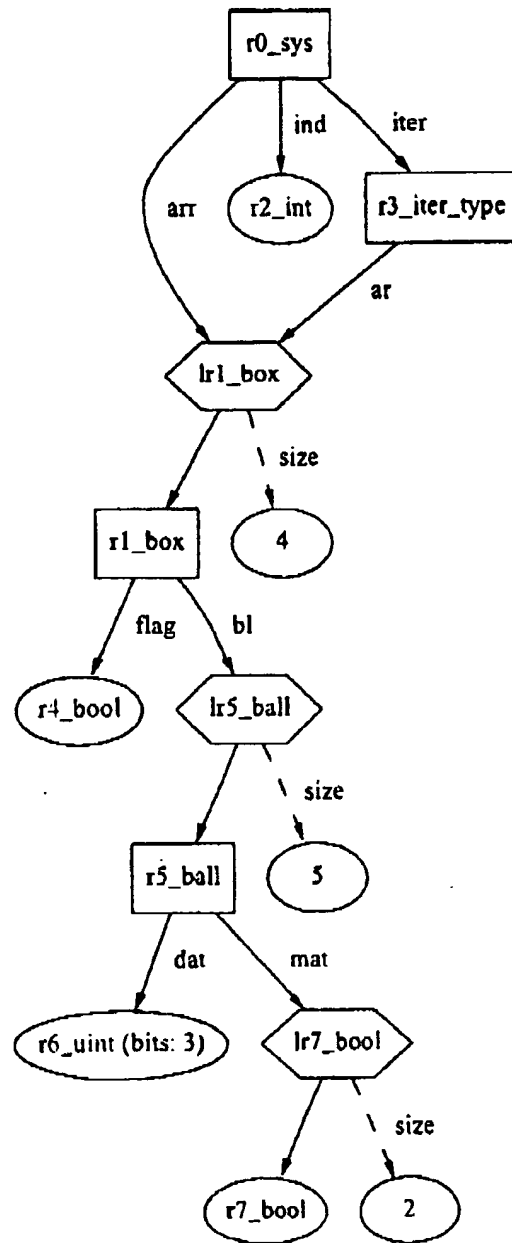 r0_sys
ind
iter
arr
r2_int
r3_iter_type
ar
lr1_box
size
r1_box
4
flag
bl
r4_bool
lr5_ball
size
r5_ball
5
dat
mat
r6_uint (bits: 3)
lr7_bool
size
r7_bool
2